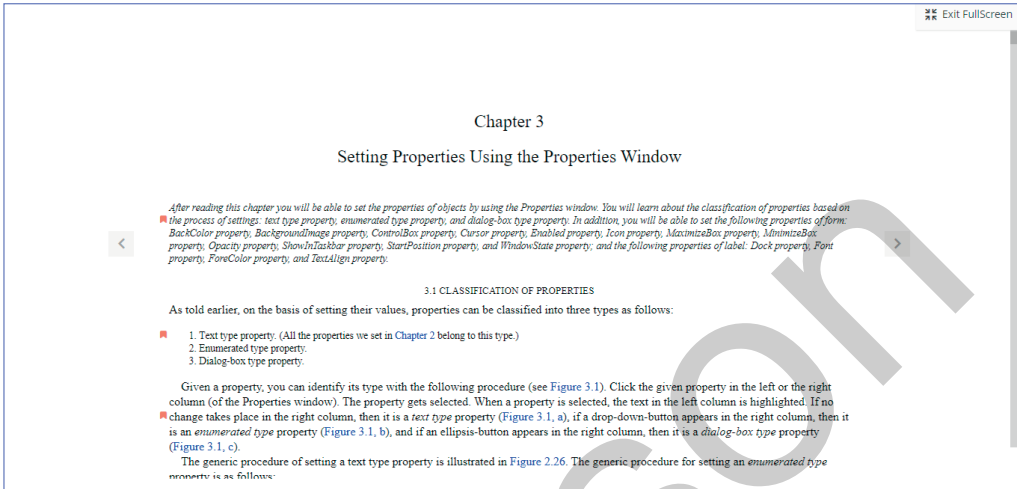 Exit FullScreen
Chapter 3
Setting Properties Using the Properties Window
After reading this chapter you will be able to set the properties of objects by using the Properties window. You will learn about the classification of properties based on
the process of settings: text type property, enumerated type property, and dialog-box type property. In addition, you will be able to set the following properties of form:
BackColor property, BackgroundImage property, ControlBox property, Cursor property, Enabled property, Icon property, MaximizeBox property, MinimizeBox
property, Opacity property, ShowInTaskbar property, StartPosition property, and WindowState property; and the following properties of label: Dock property, Font
property, ForeColor property, and TextAlign property.
3.1 CLASSIFICATION OF PROPERTIES
As told earlier, on the basis of setting their values, properties can be classified into three types as follows:
1. Text type property. (All the properties we set in Chapter 2 belong to this type.)
2. Enumerated type property.
3. Dialog-box type property.
Given a property, you can identify its type with the following procedure (see Figure 3.1). Click the given property in the left or the right
column (of the Properties window). The property gets selected. When a property is selected, the text in the left column is highlighted. If no
change takes place in the right column, then it is a text type property (Figure 3.1, a), if a drop-down-button appears in the right column, then it
is an enumerated type property (Figure 3.1, b), and if an ellipsis-button appears in the right column, then it is a dialog-box type property
(Figure 3.1, c).
The generic procedure of setting a text type property is illustrated in Figure 2.26. The generic procedure for setting an enumerated type
property is as follows:
son